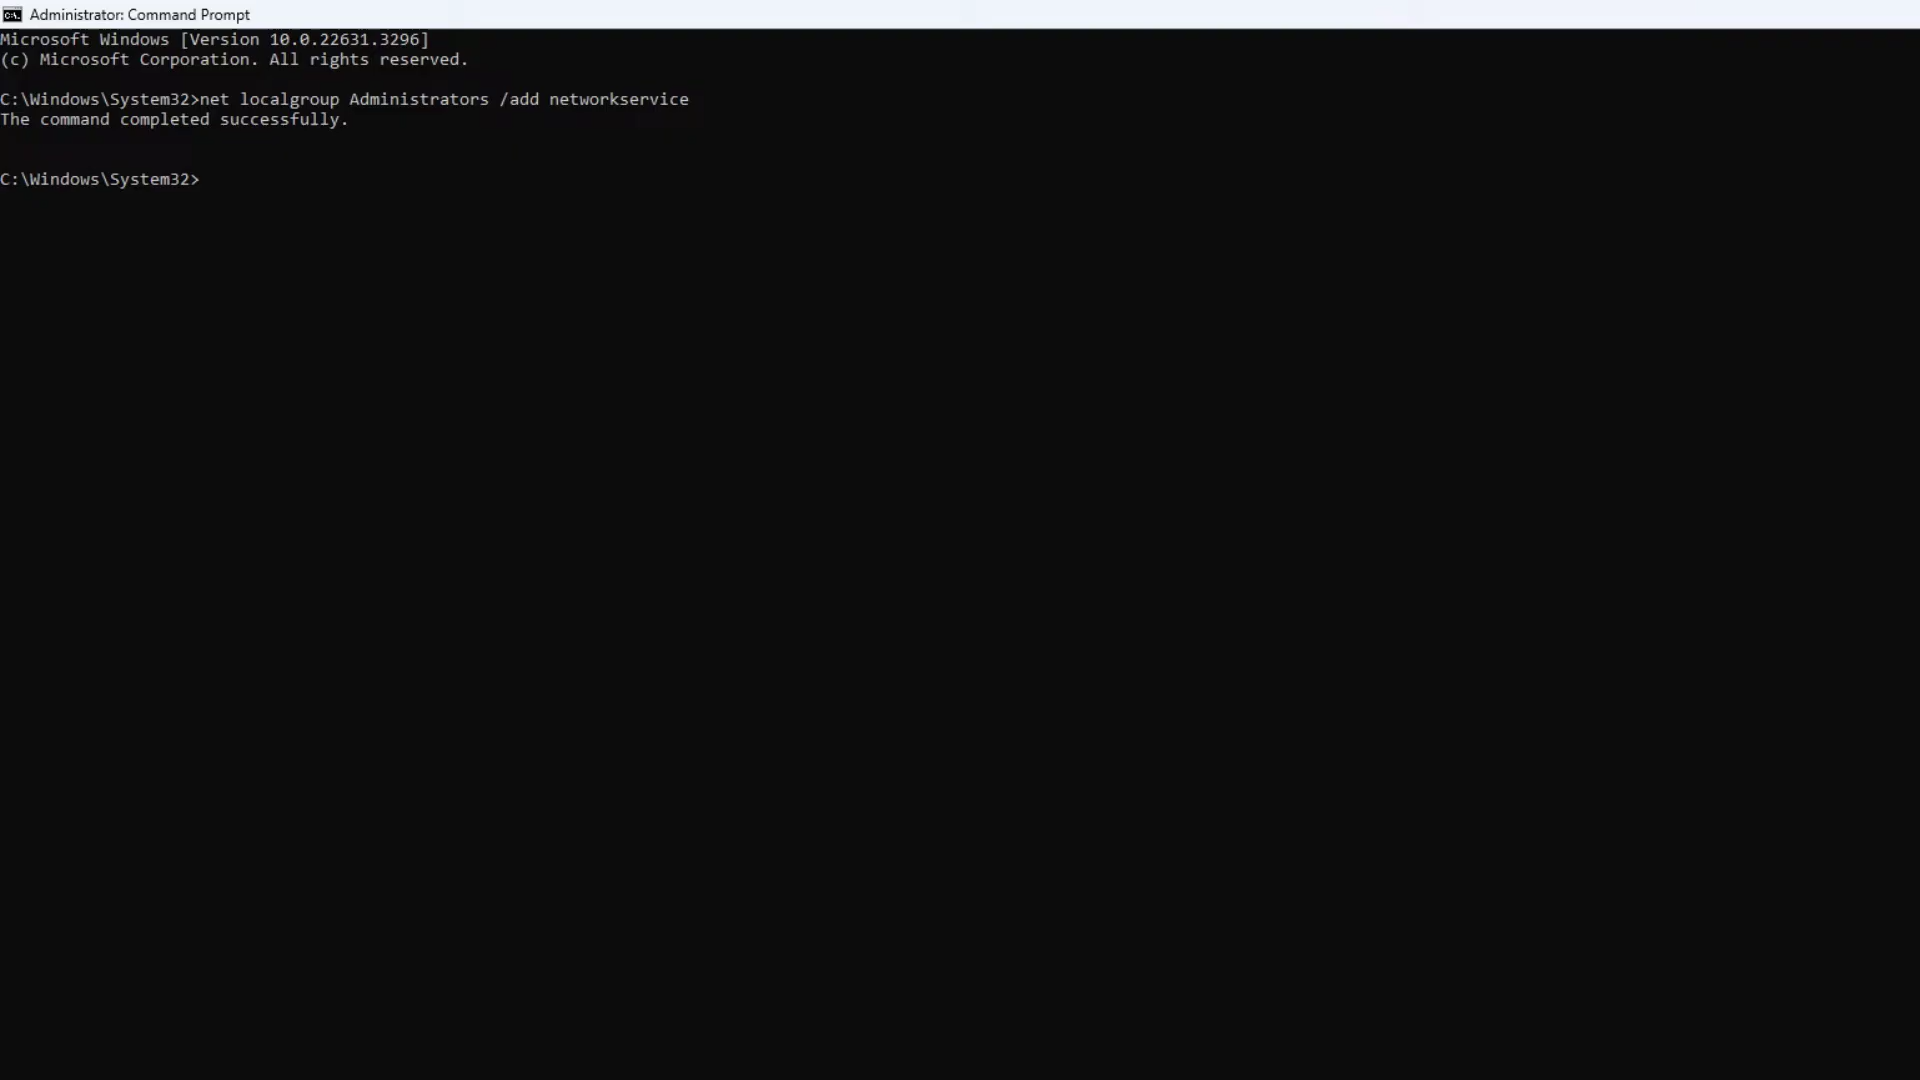 Administrator: Command Prompt
Microsoft Windows [Version 10.0.22631.3296]
(c) Microsoft Corporation. All rights reserved.
C:\Windows\System32>net localgroup Administrators /add networkservice
The command completed successfully.
C:\Windows\System32>